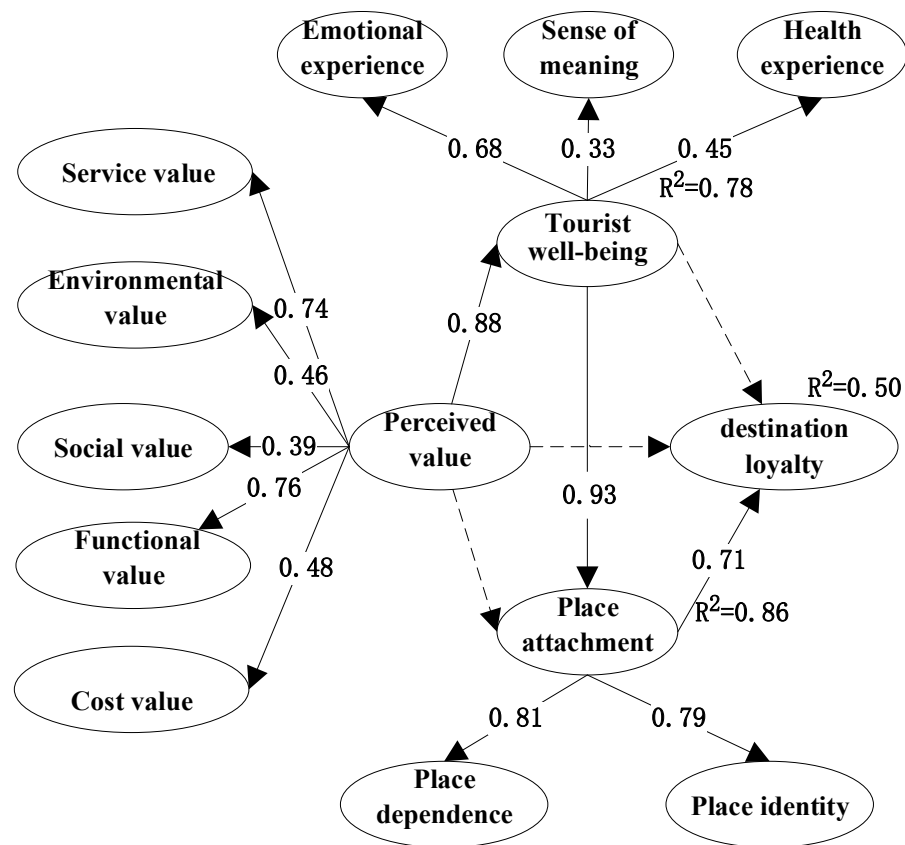 Emotional
experience
Sense of
meaning
Health
experience
0.68
0.33
0.45
Service value
R²=0.78
Tourist
well-being
Environmental
value
0.74
0.88
0.46
R²=0.50
Perceived
value
destination
loyalty
Social value
0.39
0.76
0.93
Functional
value
0.48
0.71
Place
attachment
R²=0.86
Cost value
0.81
0.79
Place
dependence
Place identity